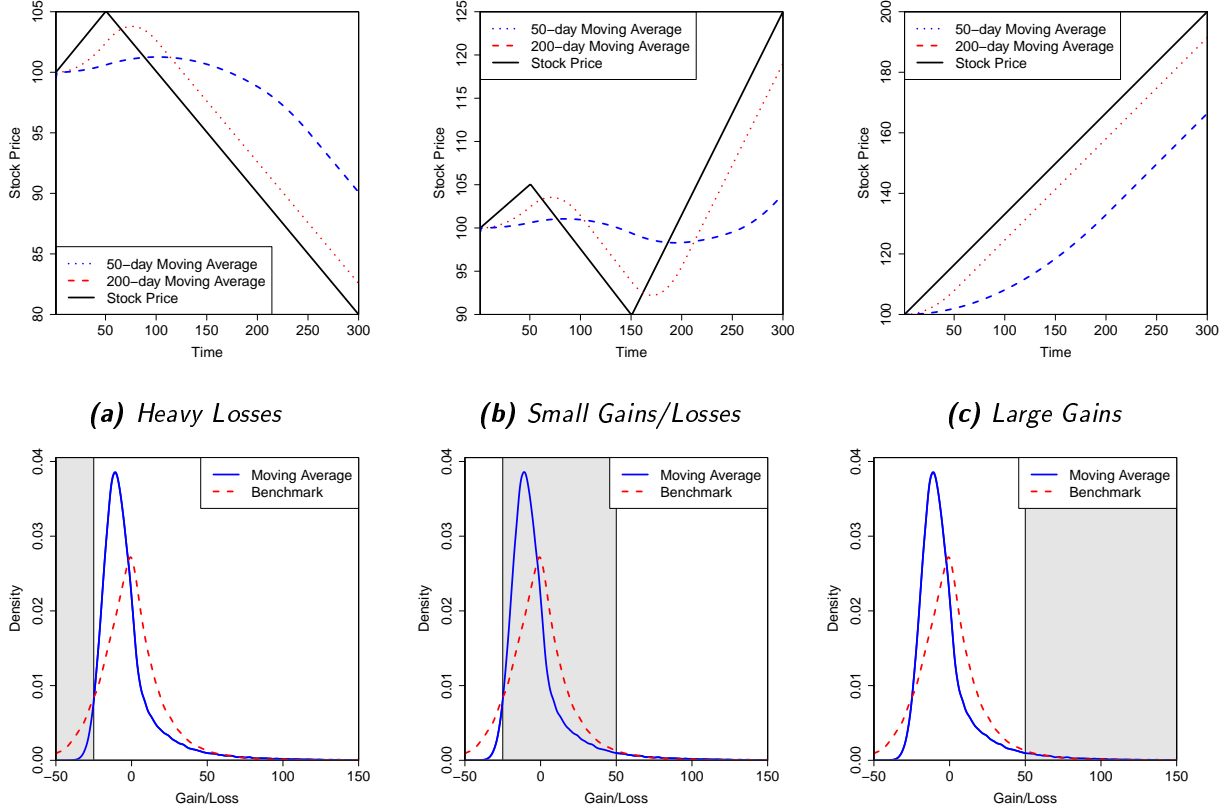 105
100
95
90
85
80
Stock Price
50-day Moving Average
200-day Moving Average
Stock Price
0
50
100
150
200
250
300
Time
125
120
115
110
105
100
95
90
Stock Price
50-day Moving Average
200-day Moving Average
Stock Price
0
50
100
150
200
250
300
Time
200
180
160
140
120
100
Stock Price
50-day Moving Average
200-day Moving Average
Stock Price
50
100
150
200
250
300
Time
(a) Heavy Losses
(b) Small Gains/Losses
(c) Large Gains
0.04
0.03
0.02
0.01
0.00
Density
Moving Average
Benchmark
-50
0
50
100
150
Gain/Loss
0.04
0.03
0.02
0.01
0.00
Density
Moving Average
Benchmark
-50
0
50
100
150
Gain/Loss
0.04
0.03
0.02
0.01
0.00
Density
Moving Average
Benchmark
-50
0
50
100
150
Gain/Loss